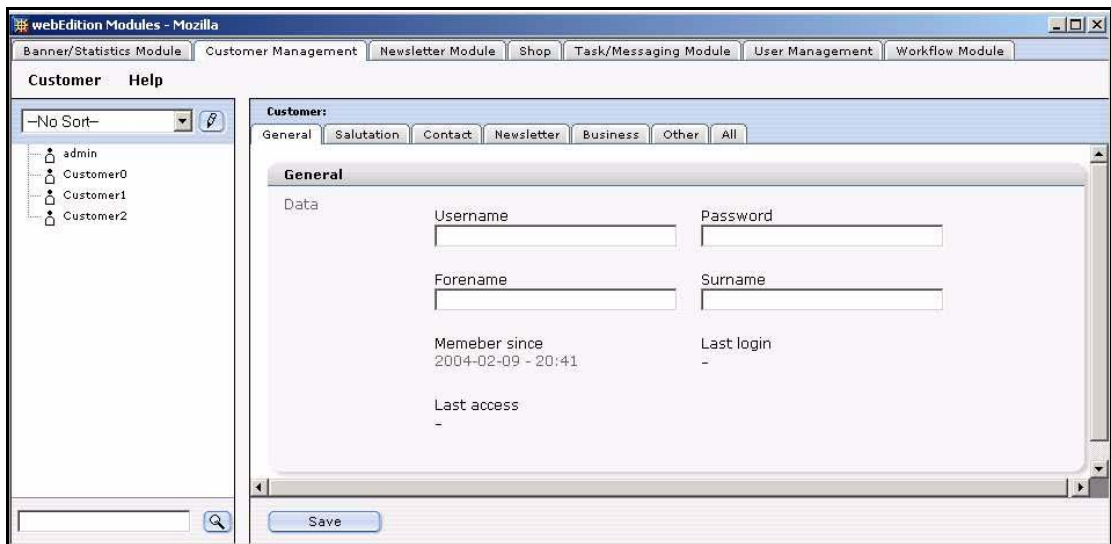 webEdition Modules - Mozilla
Banner/Statistics Module Customer Management Newsletter Module Shop Task/Messaging Module User Management Workflow Module
Customer Help
--No Sort--
admin
Customer0
Customer1
Customer2
Customer:
General Salutation Contact Newsletter Business Other All
General
Data
Username Password
Forename Surname
Memeber since Last login
2004-02-09 - 20:41 -
Last access
-
Save